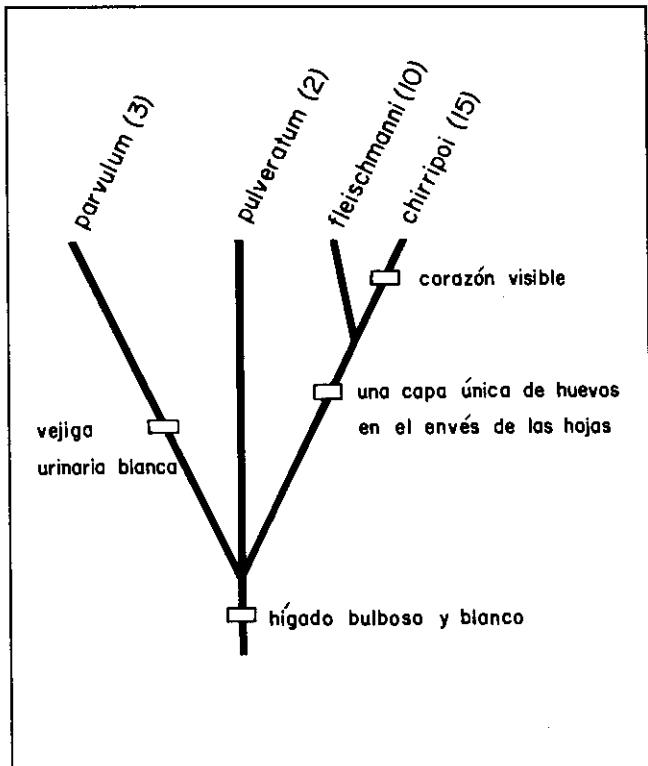 parvulum (3)
pulveratum (2)
fleischmanni (10)
chirripoi (15)
corazón visible
una capa única de huevos
en el envés de las hojas
vejiga
urinaria blanca
hígado bulboso y blanco